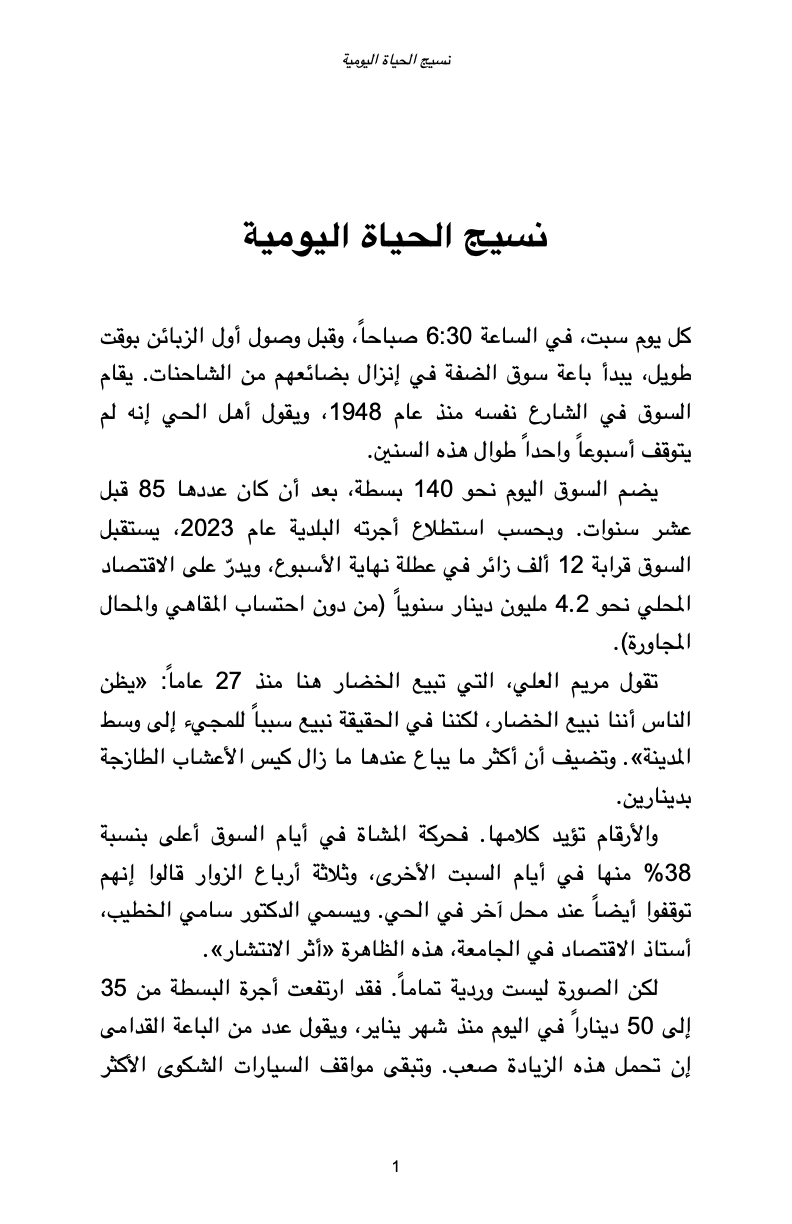 نسيج الحياة اليومية
نسيج الحياة اليومية
كل يوم سبت، في الساعة 6:30 صباحاً، وقبل وصول أول الزبائن بوقت
طويل، يبدأ باعة سوق الضفة في إنزال بضائعهم من الشاحنات. يقام
السوق في الشارع نفسه منذ عام 1948، ويقول أهل الحي إنه لم
يتوقف أسبوعاً واحداً طوال هذه السنين.
يضم السوق اليوم نحو 140 بسطة، بعد أن كان عددها 85 قبل
عشر سنوات. وبحسب استطلاع أجرته البلدية عام 2023، يستقبل
السوق قرابة 12 ألف زائر في عطلة نهاية الأسبوع، ويدرّ على الاقتصاد
المحلي نحو 4.2 مليون دينار سنوياً (من دون احتساب المقاهي والمحال
المجاورة).
تقول مريم العلي، التي تبيع الخضار هنا منذ 27 عاماً: «يظن
الناس أننا نبيع الخضار، لكننا في الحقيقة نبيع سبباً للمجيء إلى وسط
المدينة». وتضيف أن أكثر ما يباع عندها ما زال كيس الأعشاب الطازجة
بدينارين.
والأرقام تؤيد كلامها. فحركة المشاة في أيام السوق أعلى بنسبة
38% منها في أيام السبت الأخرى، وثلاثة أرباع الزوار قالوا إنهم
توقفوا أيضاً عند محل آخر في الحي. ويسمي الدكتور سامي الخطيب،
أستاذ الاقتصاد في الجامعة، هذه الظاهرة «أثر الانتشار».
لكن الصورة ليست وردية تماماً. فقد ارتفعت أجرة البسطة من 35
إلى 50 ديناراً في اليوم منذ شهر يناير، ويقول عدد من الباعة القدامى
إن تحمل هذه الزيادة صعب. وتبقى مواقف السيارات الشكوى الأكثر
1